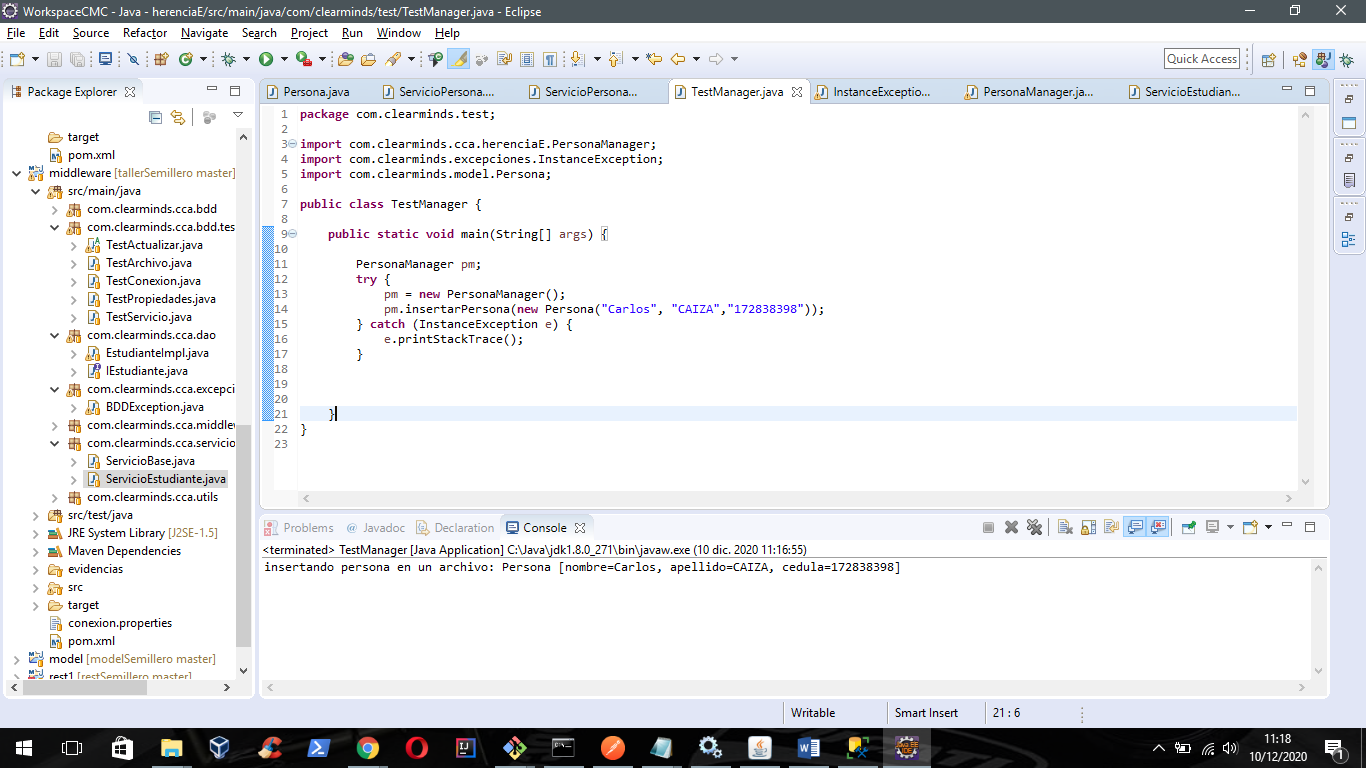 WorkspaceCMC - Java - herenciaE/src/main/java/com/clearminds/test/TestManager.java - Eclipse
File Edit Source Refactor Navigate Search Project Run Window Help
Quick Access
Package Explorer
target
pom.xml
middleware [tallerSemillero master]
src/main/java
com.clearminds.cca.bdd
com.clearminds.cca.bdd.tes
TestActualizar.java
TestArchivo.java
TestConexion.java
TestPropiedades.java
TestServicio.java
com.clearminds.cca.dao
EstudianteImpl.java
IEstudiante.java
com.clearminds.cca.excepci
BDDException.java
com.clearminds.cca.middlew
com.clearminds.cca.servicio
ServicioBase.java
ServicioEstudiante.java
com.clearminds.cca.utils
src/test/java
JRE System Library [J2SE-1.5]
Maven Dependencies
evidencias
src
target
conexion.properties
pom.xml
model [modelSemillero master]
rest1 [restSemillero master]
Persona.java ServicioPersona.... ServicioPersona... TestManager.java InstanceExceptio... PersonaManager.ja... ServicioEstudian...
1 package com.clearminds.test;
2
3 import com.clearminds.cca.herenciaE.PersonaManager;
4 import com.clearminds.excepciones.InstanceException;
5 import com.clearminds.model.Persona;
6
7 public class TestManager {
8
9 public static void main(String[] args) {
10
11 PersonaManager pm;
12 try {
13 pm = new PersonaManager();
14 pm.insertarPersona(new Persona("Carlos", "CAIZA","172838398"));
15 } catch (InstanceException e) {
16 e.printStackTrace();
17 }
18
19
20
21 }
22 }
23
Problems @ Javadoc Declaration Console
<terminated> TestManager [Java Application] C:\Java\jdk1.8.0_271\bin\javaw.exe (10 dic. 2020 11:16:55)
insertando persona en un archivo: Persona [nombre=Carlos, apellido=CAIZA, cedula=172838398]
Writable Smart Insert 21 : 6
11:18
10/12/2020
1